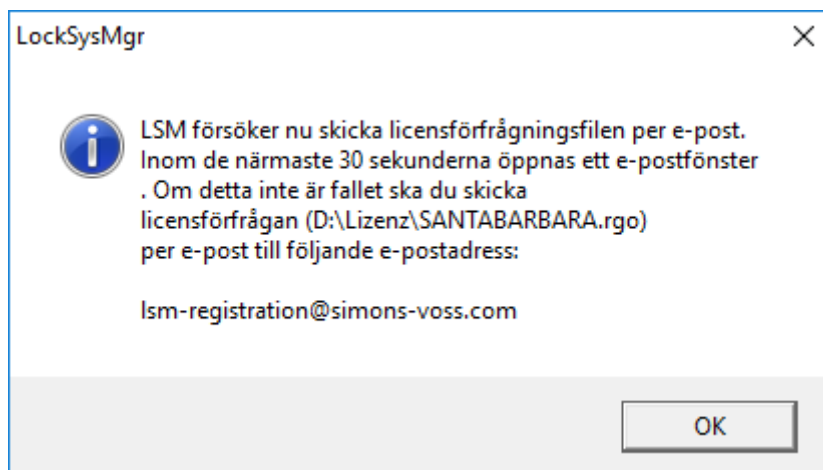 LockSysMgr
LSM försöker nu skicka licensförfrågningsfilen per e-post.
Inom de närmaste 30 sekunderna öppnas ett e-postfönster
. Om detta inte är fallet ska du skicka
licensförfrågan (D:\Lizenz\SANTABARBARA.rgo)
per e-post till följande e-postadress:
lsm-registration@simons-voss.com
OK